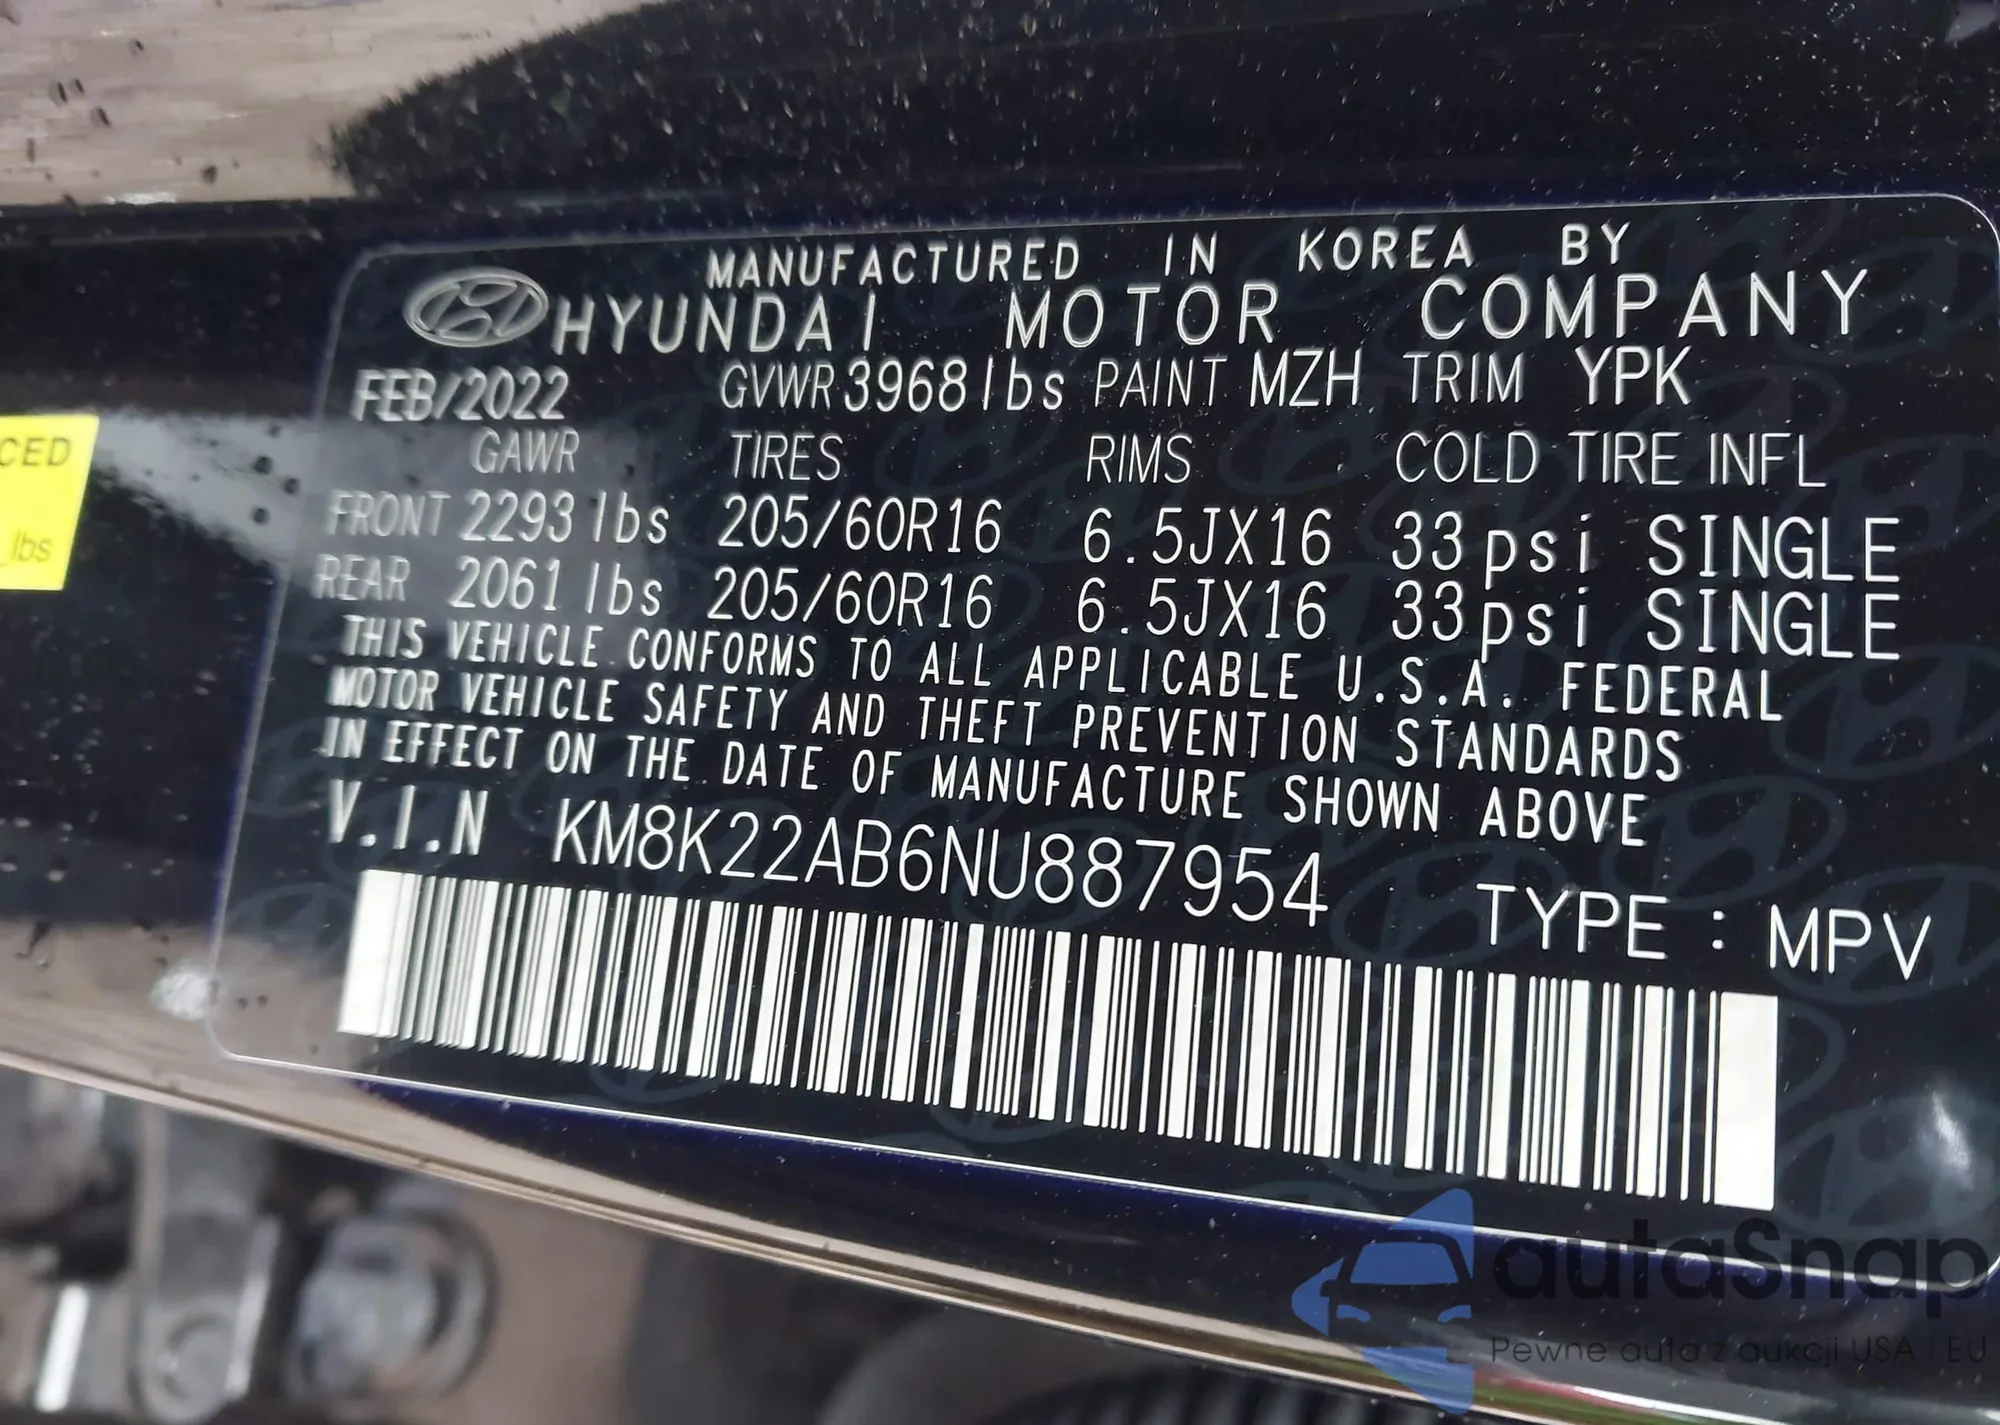 MANUFACTURED IN KOREA BY
HYUNDAI MOTOR COMPANY
FEB/2022 GVWR 3968 lbs PAINT MZH TRIM YPK
GAWR TIRES RIMS COLD TIRE INFL
FRONT 2293 lbs 205/60R16 6.5JX16 33 psi SINGLE
REAR 2061 lbs 205/60R16 6.5JX16 33 psi SINGLE
THIS VEHICLE CONFORMS TO ALL APPLICABLE U.S.A. FEDERAL
MOTOR VEHICLE SAFETY AND THEFT PREVENTION STANDARDS
IN EFFECT ON THE DATE OF MANUFACTURE SHOWN ABOVE
V.I.N KM8K22AB6NU887954 TYPE : MPV
CED
lbs
autaSnap
Pewne auta z aukcji USA i EU